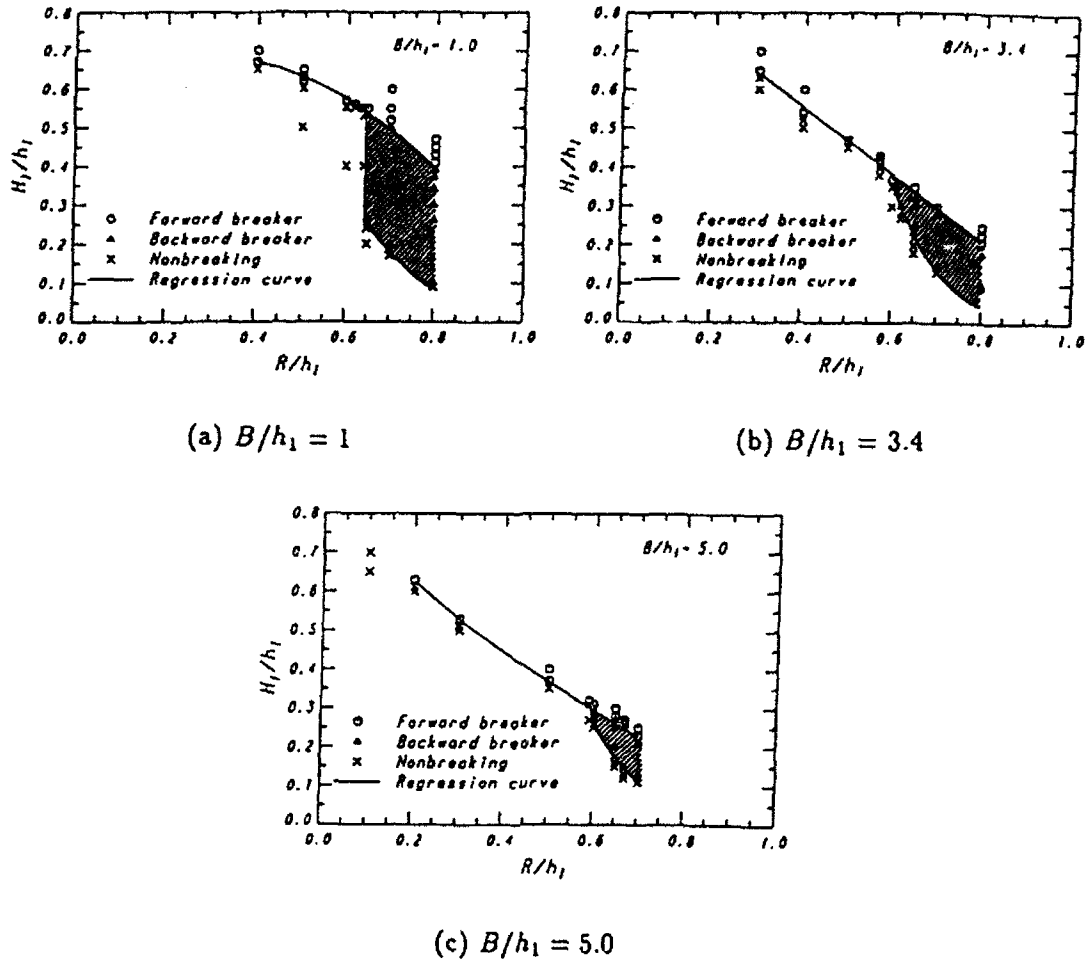 B/h₁- 1.0
H₁/h₁
0.8
0.7
0.6
0.5
0.4
0.3
0.2
0.1
0.0
Forward breaker
Backward breaker
Nonbreaking
Regression curve
0.0 0.2 0.4 0.6 0.8 1.0
R/h₁
(a) B/h₁ = 1
B/h₁- 3.4
H₁/h₁
0.8
0.7
0.6
0.5
0.4
0.3
0.2
0.1
0.0
Forward breaker
Backward breaker
Nonbreaking
Regression curve
0.0 0.2 0.4 0.6 0.8 1.0
R/h₁
(b) B/h₁ = 3.4
B/h₁- 5.0
H₁/h₁
0.8
0.7
0.6
0.5
0.4
0.3
0.2
0.1
0.0
Forward breaker
Backward breaker
Nonbreaking
Regression curve
0.0 0.2 0.4 0.6 0.8 1.0
R/h₁
(c) B/h₁ = 5.0